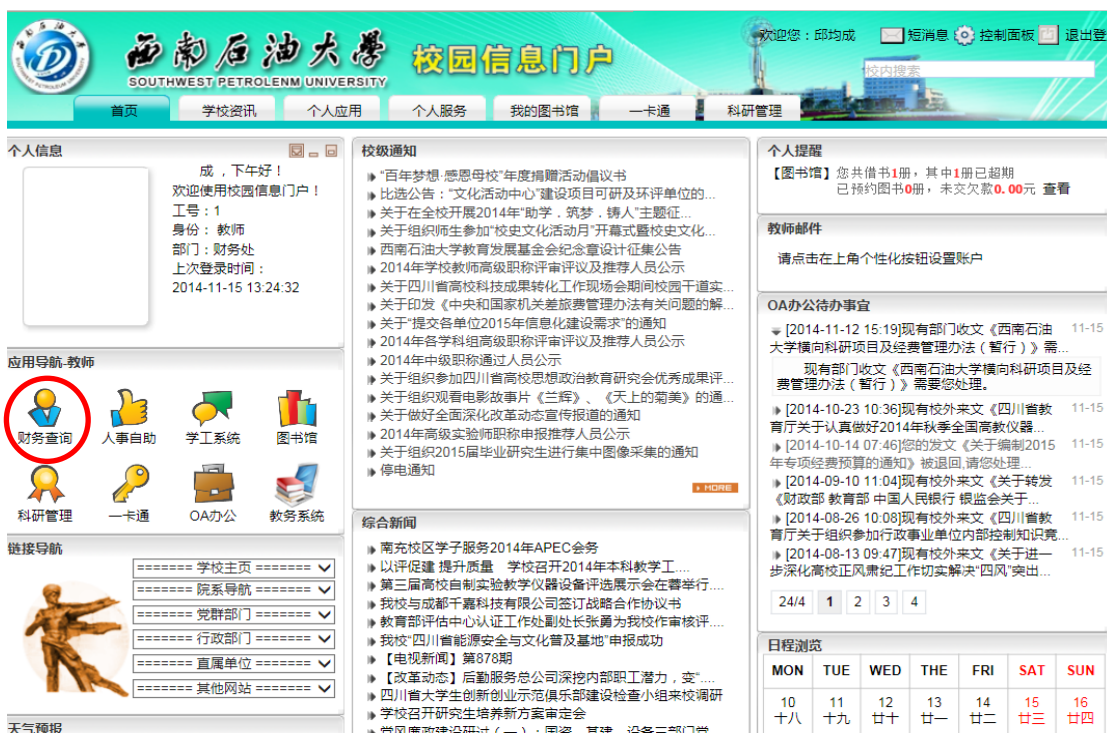 西南石油大学
SOUTHWEST PETROLENM UNIVERSITY
校园信息门户
欢迎您：邱均成 短消息 控制面板 退出登
校内搜索
首页 学校资讯 个人应用 个人服务 我的图书馆 一卡通 科研管理
个人信息
成，下午好！
欢迎使用校园信息门户！
工号：1
身份： 教师
部门：财务处
上次登录时间：
2014-11-15 13:24:32
应用导航-教师
财务查询 人事自助 学工系统 图书馆
科研管理 一卡通 OA办公 教务系统
链接导航
======= 学校主页 =======
======= 院系导航 =======
======= 党群部门 =======
======= 行政部门 =======
======= 直属单位 =======
======= 其他网站 =======
天气预报
校级通知
“百年梦想·感恩母校”年度捐赠活动倡议书
比选公告：“文化活动中心”建设项目可研及环评单位的...
关于在全校开展2014年“助学．筑梦．铸人”主题征...
关于组织师生参加“校史文化活动月”开幕式暨校史文化...
西南石油大学教育发展基金会纪念章设计征集公告
2014年学校教师高级职称评审评议及推荐人员公示
关于四川省高校科技成果转化工作现场会期间校园干道实...
关于印发《中央和国家机关差旅费管理办法有关问题的解...
关于“提交各单位2015年信息化建设需求”的通知
2014年各学科组高级职称评审评议及推荐人员公示
2014年中级职称通过人员公示
关于组织参加四川省高校思想政治教育研究会优秀成果评...
关于组织观看电影故事片《兰辉》、《天上的菊美》的通...
关于做好全面深化改革动态宣传报道的通知
2014年高级实验师职称申报推荐人员公示
关于组织2015届毕业研究生进行集中图像采集的通知
停电通知
MORE
综合新闻
南充校区学子服务2014年APEC会务
以评促建 提升质量 学校召开2014年本科教学工....
第三届高校自制实验教学仪器设备评选展示会在蓉举行....
我校与成都千嘉科技有限公司签订战略合作协议书
教育部评估中心认证工作处副处长张勇为我校作审核评....
我校“四川省能源安全与文化普及基地”申报成功
【电视新闻】第878期
【改革动态】后勤服务总公司深挖内部职工潜力，变“....
四川省大学生创新创业示范俱乐部建设检查小组来校调研
学校召开研究生培养新方案审定会
党风廉政建设研讨（一）：国资、基建、设备三部门党
个人提醒
【图书馆】您共借书1册，其中1册已超期
已预约图书0册，未交欠款0.00元 查看
教师邮件
请点击在上角个性化按钮设置账户
OA办公待办事宜
[2014-11-12 15:19]现有部门收文《西南石油 11-15
大学横向科研项目及经费管理办法（暂行）》需...
现有部门收文《西南石油大学横向科研项目及经
费管理办法（暂行）》需要您处理。
[2014-10-23 10:36]现有校外来文《四川省教 11-15
育厅关于认真做好2014年秋季全国高教仪器...
[2014-10-14 07:46]您的发文《关于编制2015 11-15
年专项经费预算的通知》被退回,请您处理...
[2014-09-10 11:04]现有校外来文《关于转发 11-15
《财政部 教育部 中国人民银行 银监会关于...
[2014-08-26 10:08]现有校外来文《四川省教 11-15
育厅关于组织参加行政事业单位内部控制知识竞...
[2014-08-13 09:47]现有校外来文《关于进一 11-15
步深化高校正风肃纪工作切实解决“四风”突出...
24/4 1 2 3 4
日程浏览
MON TUE WED THE FRI SAT SUN
10 11 12 13 14 15 16
十八 十九 廿十 廿一 廿二 廿三 廿四